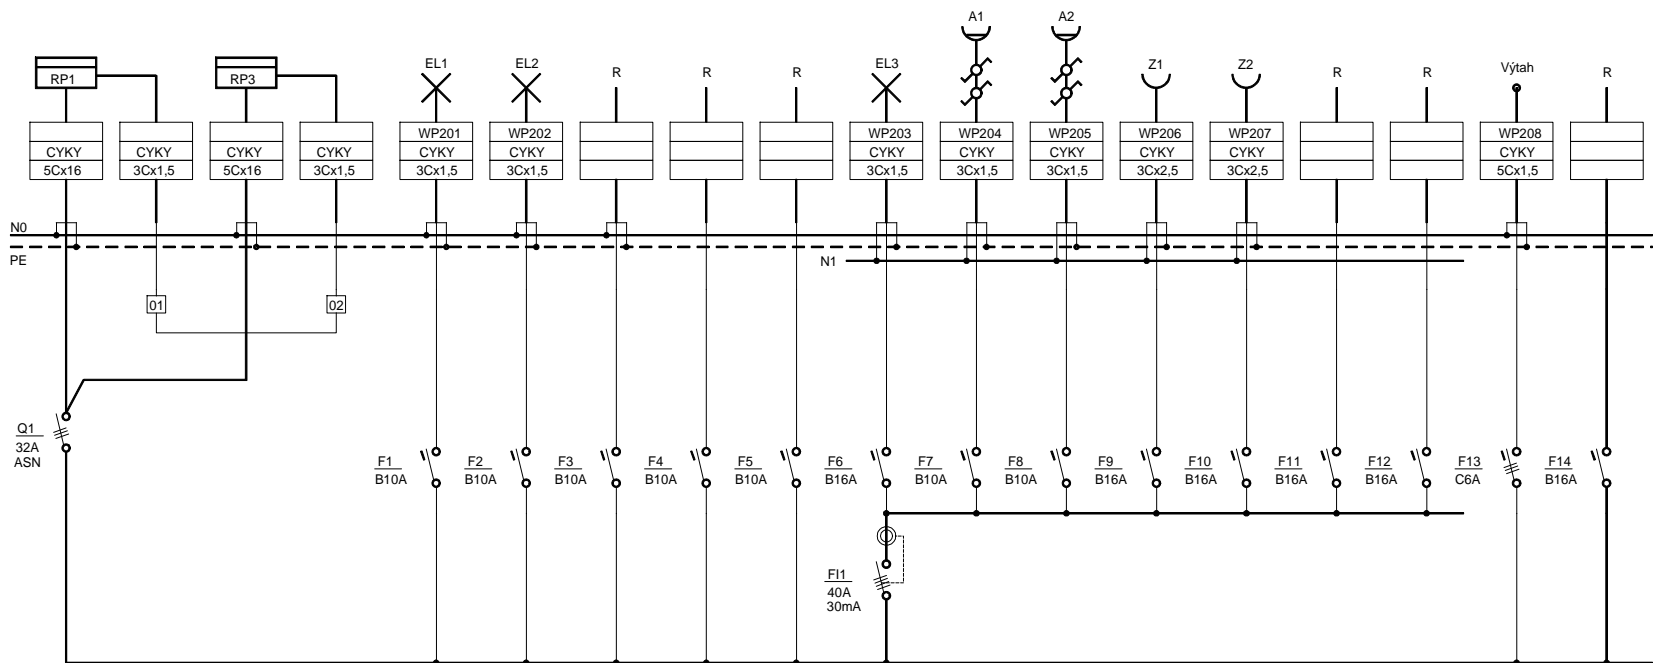 A1 A2
EL1 EL2 R R R EL3 Z1 Z2 R R Výtah R
RP1 RP3
WP201 WP202 WP203 WP204 WP205 WP206 WP207 WP208
CYKY CYKY CYKY CYKY CYKY CYKY CYKY CYKY CYKY CYKY CYKY CYKY
5Cx16 3Cx1,5 5Cx16 3Cx1,5 3Cx1,5 3Cx1,5 3Cx1,5 3Cx1,5 3Cx1,5 3Cx2,5 3Cx2,5 5Cx1,5
N0
PE N1
01 02
Q1
32A
ASN
F1 F2 F3 F4 F5 F6 F7 F8 F9 F10 F11 F12 F13 F14
B10A B10A B10A B10A B10A B16A B10A B10A B16A B16A B16A B16A C6A B16A
FI1
40A
30mA